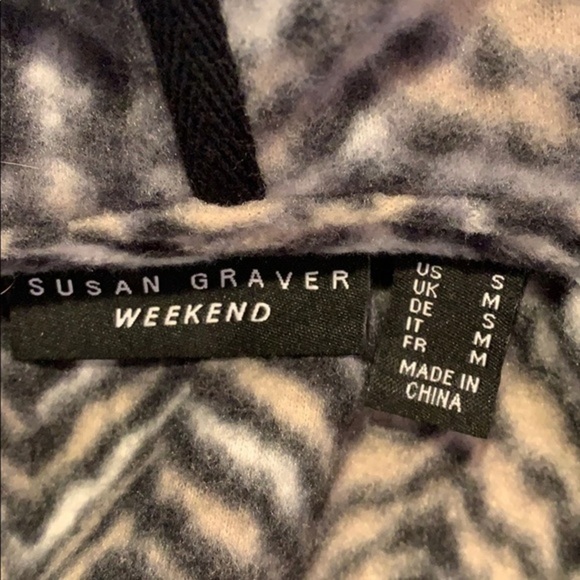 SUSAN GRAVER
WEEKEND
US S
UK M
DE S
IT M
FR M
MADE IN
CHINA